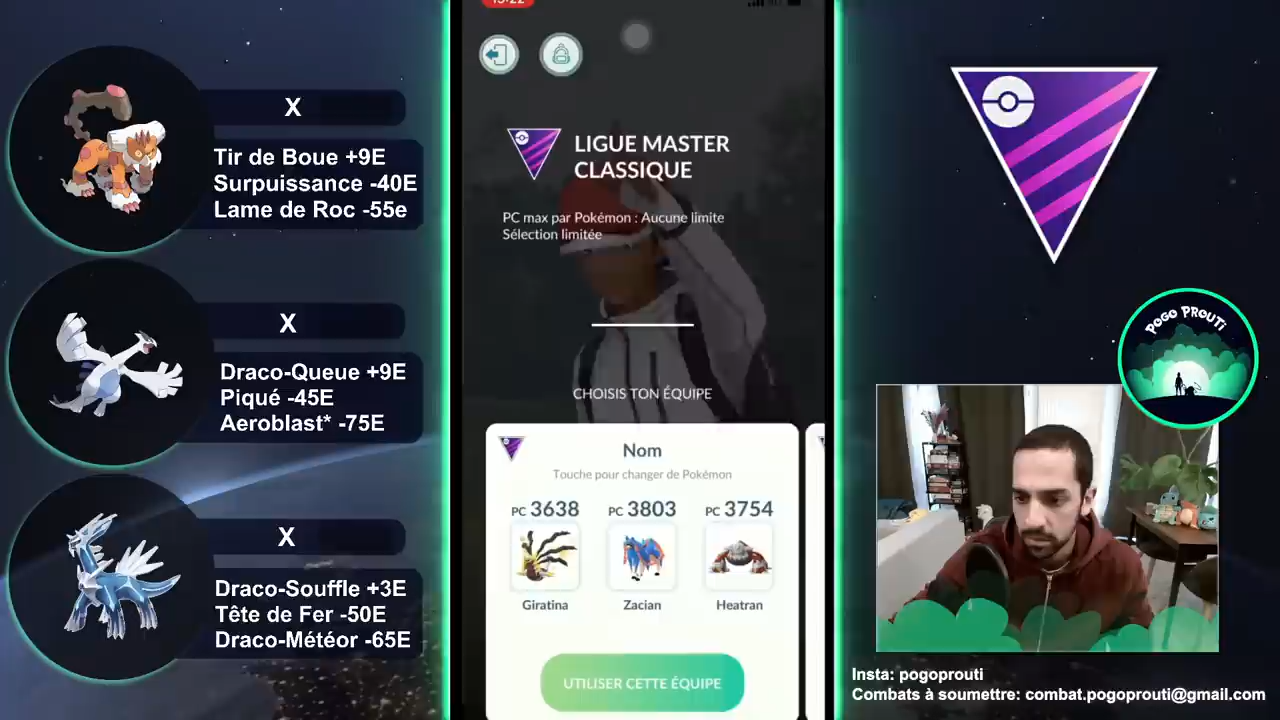 X
Tir de Boue +9E
Surpuissance -40E
Lame de Roc -55e
X
Draco-Queue +9E
Piqué -45E
Aeroblast* -75E
X
Draco-Souffle +3E
Tête de Fer -50E
Draco-Météor -65E
LIGUE MASTER
CLASSIQUE
PC max par Pokémon : Aucune limite
Sélection limitée
CHOISIS TON ÉQUIPE
Nom
Touche pour changer de Pokémon
PC 3638
PC 3803
PC 3754
Giratina
Zacian
Heatran
UTILISER CETTE ÉQUIPE
POGO PROUTI
Insta: pogoprouti
Combats à soumettre: combat.pogoprouti@gmail.com